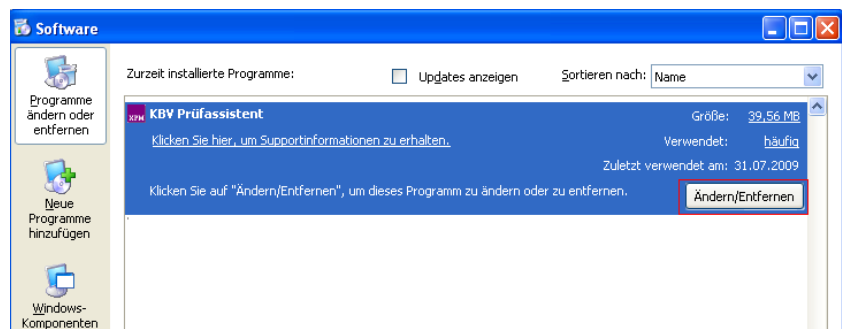 Software
Programme
ändern oder
entfernen
Neue
Programme
hinzufügen
Windows-
Komponenten
Zurzeit installierte Programme:
Updates anzeigen
Sortieren nach: Name
XPM KBV Prüfassistent
Größe: 39,56 MB
Klicken Sie hier, um Supportinformationen zu erhalten.
Verwendet: häufig
Zuletzt verwendet am: 31.07.2009
Klicken Sie auf "Ändern/Entfernen", um dieses Programm zu ändern oder zu entfernen.
Ändern/Entfernen